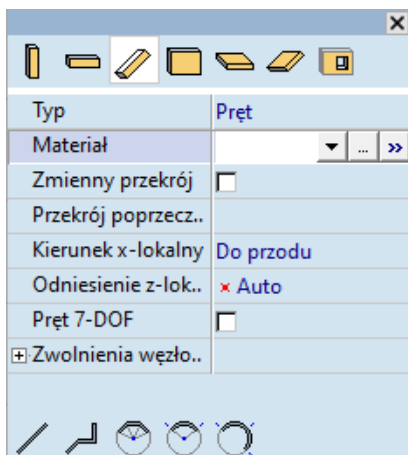 Typ Pręt
Materiał ...
Zmienny przekrój
Przekrój poprzecz..
Kierunek x-lokalny Do przodu
Odniesienie z-lok.. Auto
Pręt 7-DOF
Zwolnienia węzło..